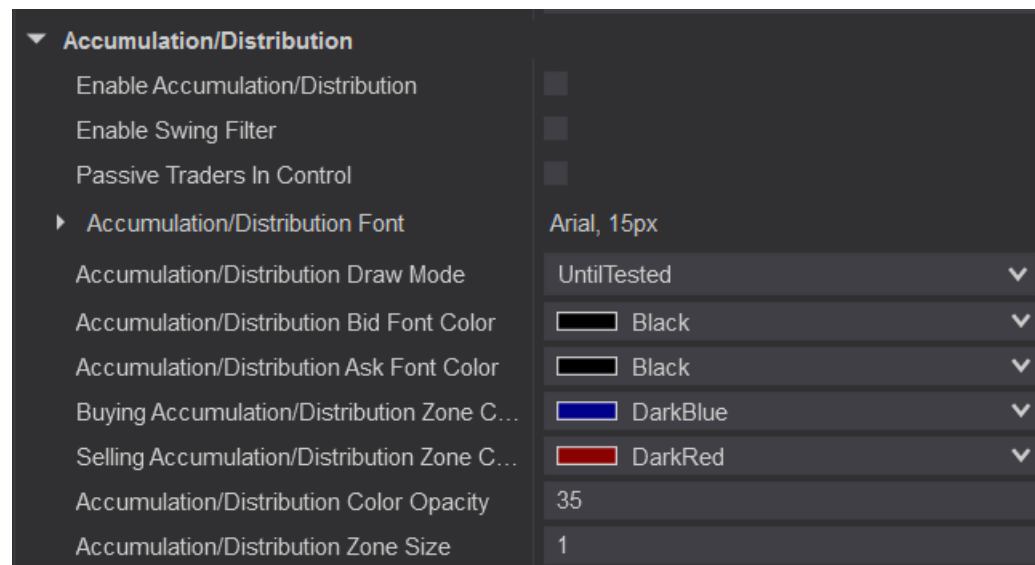 Accumulation/Distribution
Enable Accumulation/Distribution
Enable Swing Filter
Passive Traders In Control
Accumulation/Distribution Font Arial, 15px
Accumulation/Distribution Draw Mode UntilTested
Accumulation/Distribution Bid Font Color Black
Accumulation/Distribution Ask Font Color Black
Buying Accumulation/Distribution Zone C... DarkBlue
Selling Accumulation/Distribution Zone C... DarkRed
Accumulation/Distribution Color Opacity 35
Accumulation/Distribution Zone Size 1